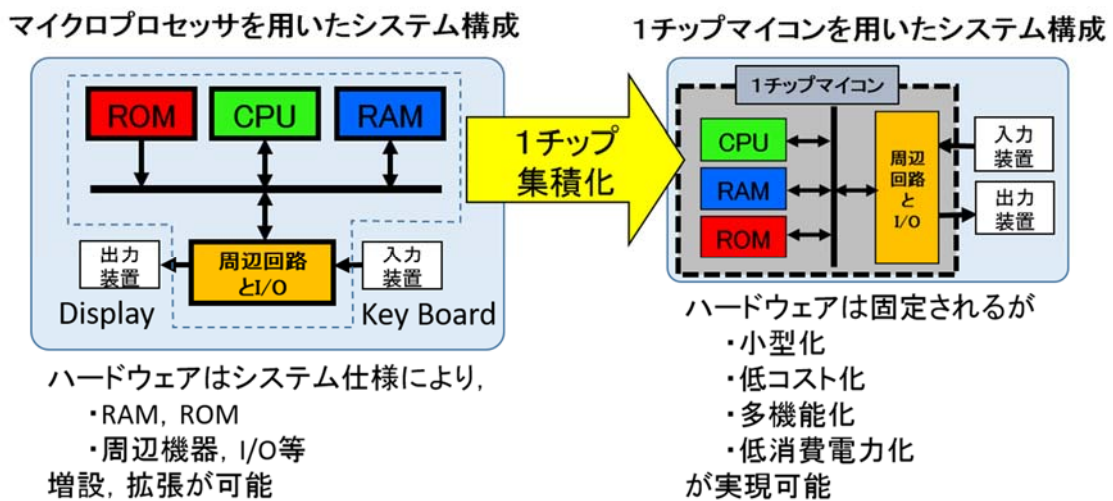 マイクロプロセッサを用いたシステム構成
ROM
CPU
RAM
出力
装置
周辺回路
とI/O
入力
装置
Display
Key Board
ハードウェアはシステム仕様により,
・RAM, ROM
・周辺機器, I/O等
増設, 拡張が可能
1チップ
集積化
1チップマイコンを用いたシステム構成
1チップマイコン
CPU
RAM
ROM
周辺
回路
と
I/O
入力
装置
出力
装置
ハードウェアは固定されるが
・小型化
・低コスト化
・多機能化
・低消費電力化
が実現可能